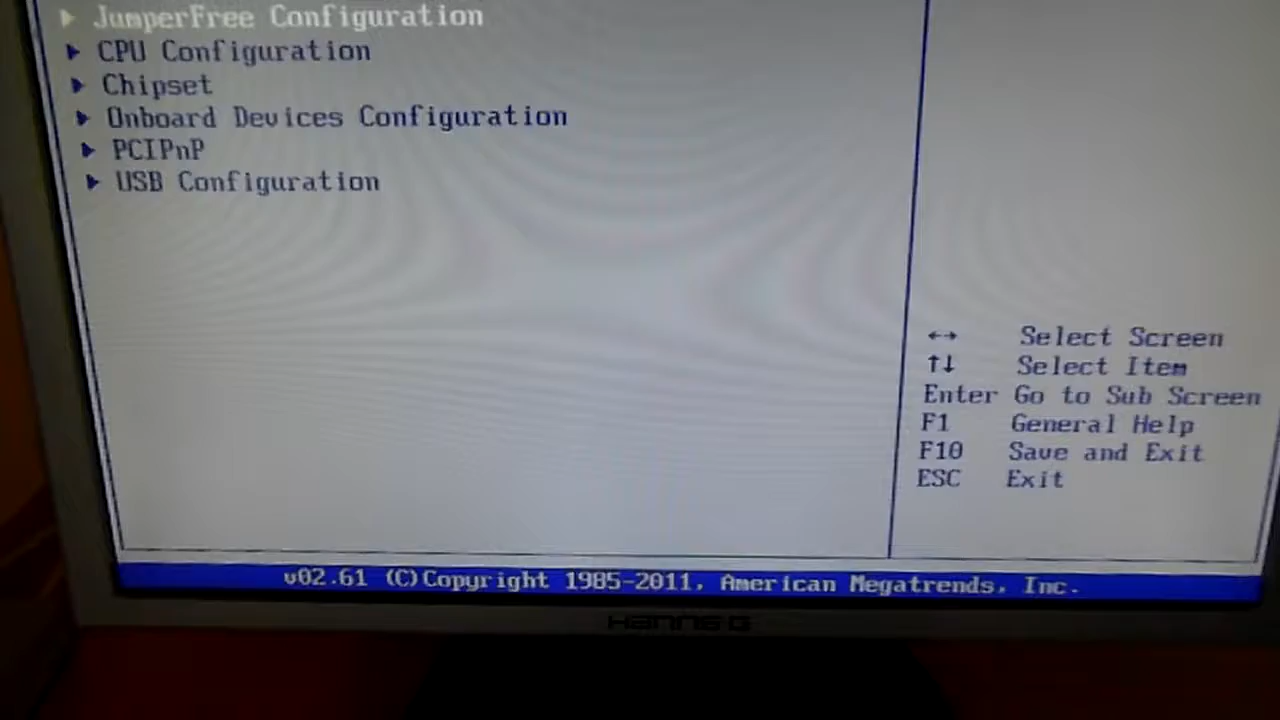 JumperFree Configuration
CPU Configuration
Chipset
Onboard Devices Configuration
PCIPnP
USB Configuration
←→ Select Screen
↑↓ Select Item
Enter Go to Sub Screen
F1 General Help
F10 Save and Exit
ESC Exit
v02.61 (C)Copyright 1985-2011, American Megatrends, Inc.
HANNS-G